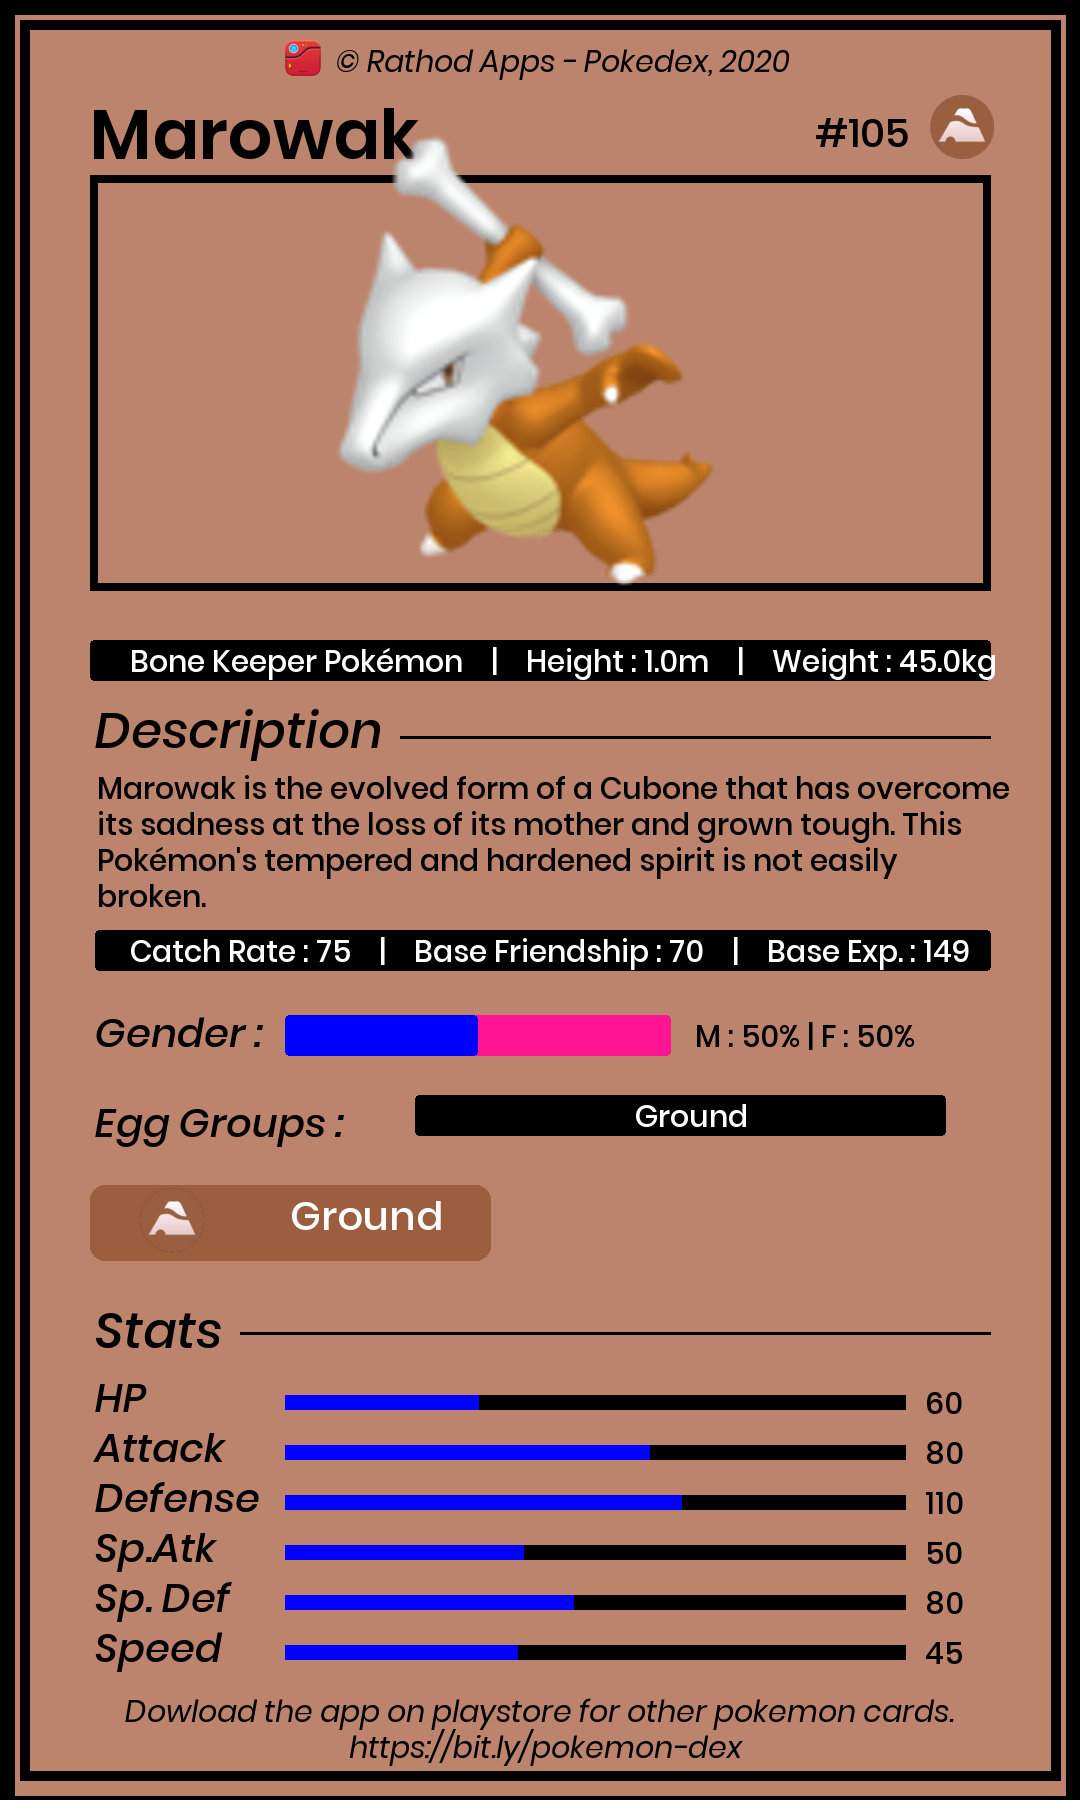 © Rathod Apps - Pokedex, 2020
Marowak
#105
Bone Keeper Pokémon | Height : 1.0m | Weight : 45.0kg
Description
Marowak is the evolved form of a Cubone that has overcome
its sadness at the loss of its mother and grown tough. This
Pokémon's tempered and hardened spirit is not easily
broken.
Catch Rate : 75 | Base Friendship : 70 | Base Exp. : 149
Gender : M : 50% | F : 50%
Egg Groups : Ground
Ground
Stats
HP 60
Attack 80
Defense 110
Sp.Atk 50
Sp. Def 80
Speed 45
Dowload the app on playstore for other pokemon cards.
https://bit.ly/pokemon-dex